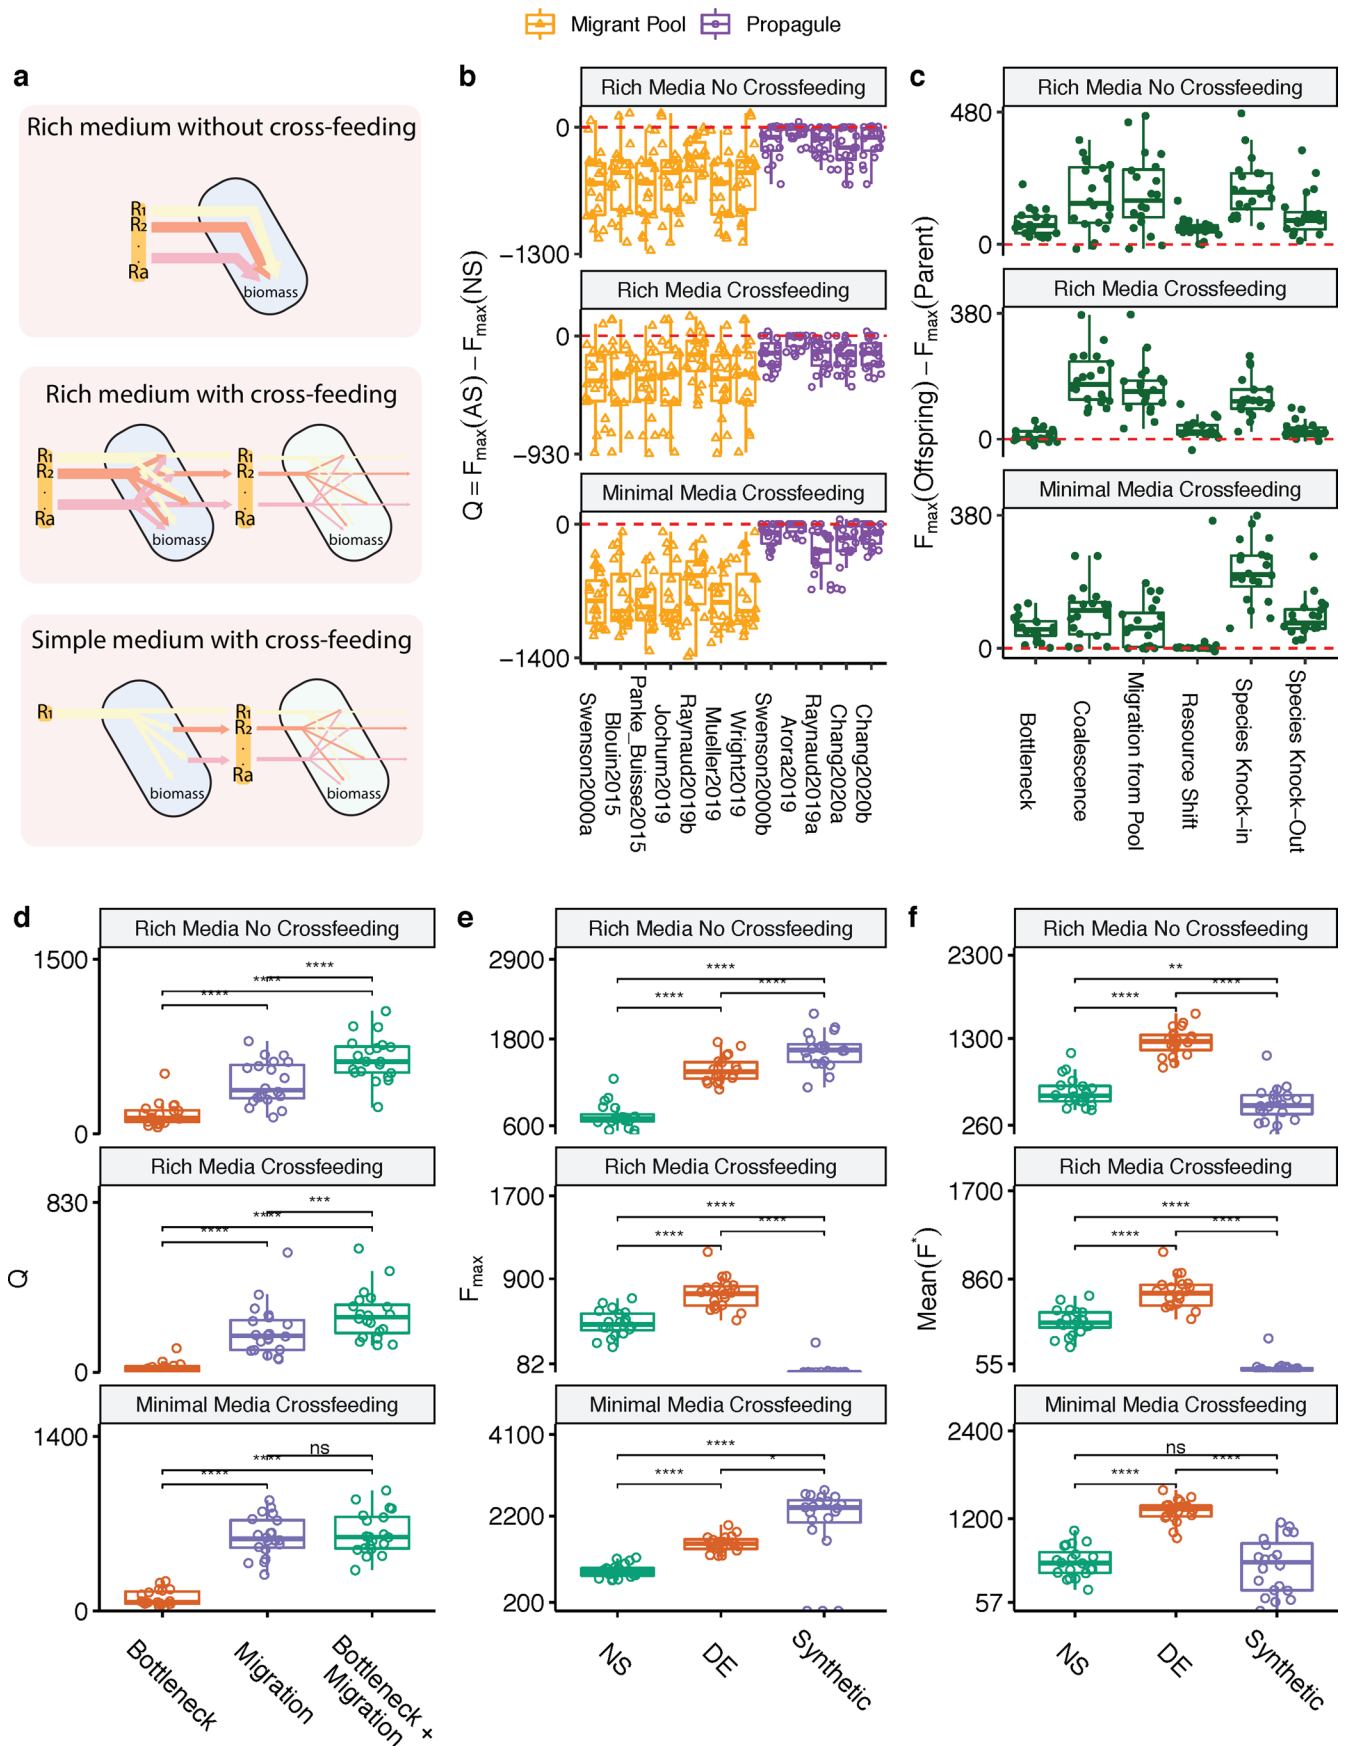 Migrant Pool Propagule
a
Rich medium without cross-feeding
R1
R2
.
.
Ra
biomass
Rich medium with cross-feeding
R1 R1
R2 R2
. .
Ra Ra
biomass biomass
Simple medium with cross-feeding
R1 R1
R2
.
Ra
biomass biomass
b
Q = Fmax(AS) − Fmax(NS)
Rich Media No Crossfeeding
0
−1300
Rich Media Crossfeeding
0
−930
Minimal Media Crossfeeding
0
−1400
Swenson2000a
Blouin2015
Panke_Buisse2015
Jochum2019
Raynaud2019b
Mueller2019
Wright2019
Swenson2000b
Arora2019
Raynaud2019a
Chang2020a
Chang2020b
c
Fmax(Offspring) − Fmax(Parent)
Rich Media No Crossfeeding
480
0
Rich Media Crossfeeding
380
0
Minimal Media Crossfeeding
380
0
Bottleneck
Coalescence
Migration from Pool
Resource Shift
Species Knock−in
Species Knock−Out
d
Q
Rich Media No Crossfeeding
1500
0
****
****
****
Rich Media Crossfeeding
830
0
***
****
****
Minimal Media Crossfeeding
1400
0
ns
****
****
Bottleneck
Migration
Bottleneck +
Migration
e
Fmax
Rich Media No Crossfeeding
2900
1800
600
****
****
****
Rich Media Crossfeeding
1700
900
82
****
****
****
Minimal Media Crossfeeding
4100
2200
200
****
*
****
NS
DE
Synthetic
f
Mean(F*)
Rich Media No Crossfeeding
2300
1300
260
**
****
****
Rich Media Crossfeeding
1700
860
55
****
****
****
Minimal Media Crossfeeding
2400
1200
57
ns
****
****
NS
DE
Synthetic